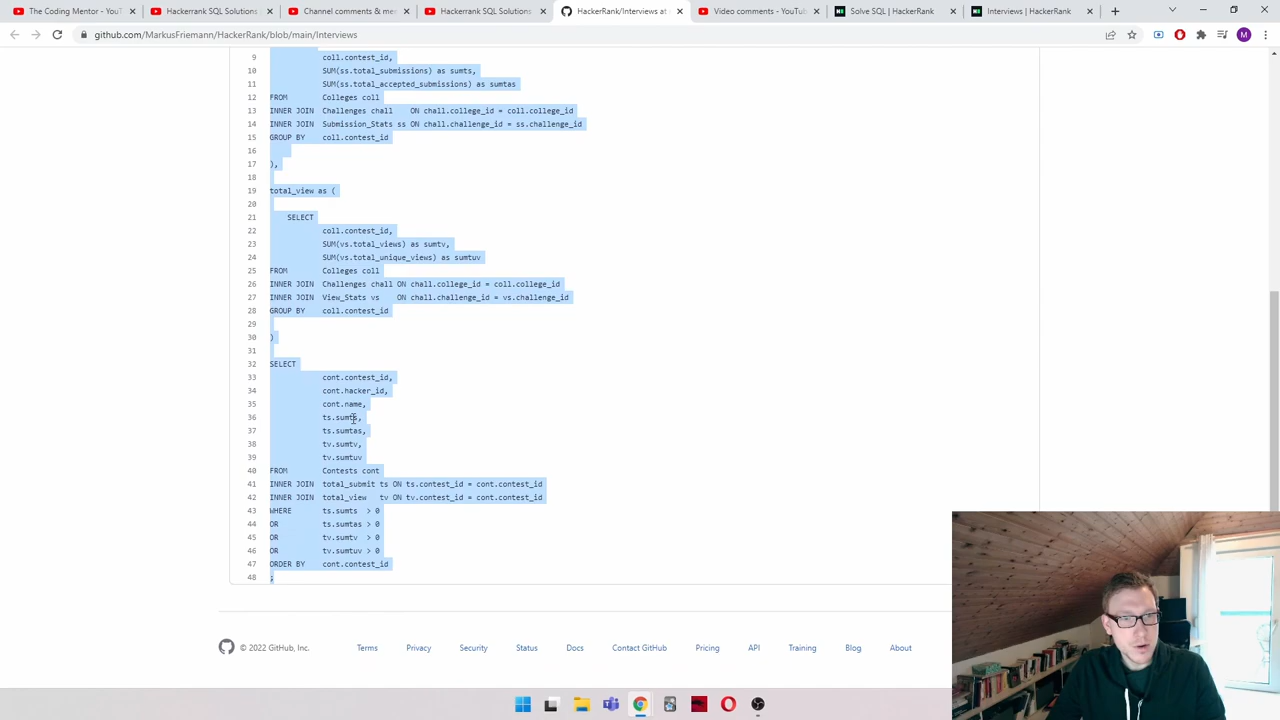 The Coding Mentor - YouT
Hackerrank SQL Solutions
Channel comments & me
Hackerrank SQL Solutions
HackerRank/Interviews at
Video comments - YouTub
Solve SQL | HackerRank
Interviews | HackerRank
github.com/MarkusFriemann/HackerRank/blob/main/Interviews
M
9 coll.contest_id,
10 SUM(ss.total_submissions) as sumts,
11 SUM(ss.total_accepted_submissions) as sumtas
12 FROM Colleges coll
13 INNER JOIN Challenges chall ON chall.college_id = coll.college_id
14 INNER JOIN Submission_Stats ss ON chall.challenge_id = ss.challenge_id
15 GROUP BY coll.contest_id
16
17 ),
18
19 total_view as (
20
21 SELECT
22 coll.contest_id,
23 SUM(vs.total_views) as sumtv,
24 SUM(vs.total_unique_views) as sumtuv
25 FROM Colleges coll
26 INNER JOIN Challenges chall ON chall.college_id = coll.college_id
27 INNER JOIN View_Stats vs ON chall.challenge_id = vs.challenge_id
28 GROUP BY coll.contest_id
29
30 )
31
32 SELECT
33 cont.contest_id,
34 cont.hacker_id,
35 cont.name,
36 ts.sumts,
37 ts.sumtas,
38 tv.sumtv,
39 tv.sumtuv
40 FROM Contests cont
41 INNER JOIN total_submit ts ON ts.contest_id = cont.contest_id
42 INNER JOIN total_view tv ON tv.contest_id = cont.contest_id
43 WHERE ts.sumts > 0
44 OR ts.sumtas > 0
45 OR tv.sumtv > 0
46 OR tv.sumtuv > 0
47 ORDER BY cont.contest_id
48 ;
© 2022 GitHub, Inc. Terms Privacy Security Status Docs Contact GitHub Pricing API Training Blog About